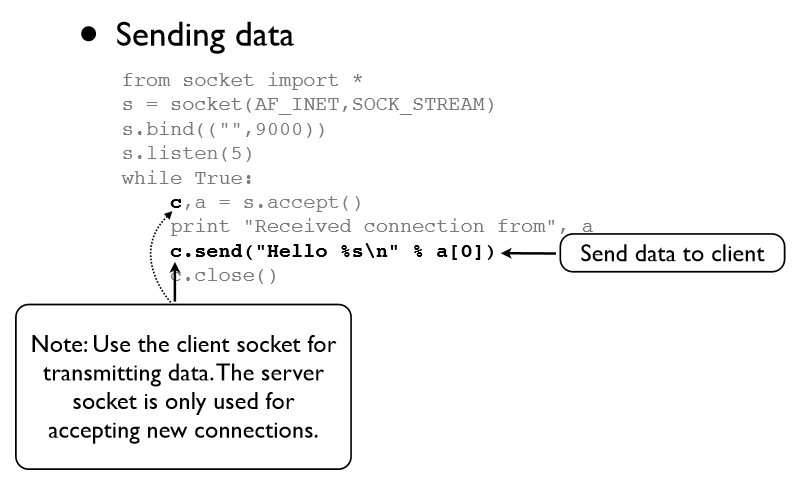 • Sending data
from socket import *
s = socket(AF_INET,SOCK_STREAM)
s.bind(("",9000))
s.listen(5)
while True:
    c,a = s.accept()
    print "Received connection from", a
    c.send("Hello %s\n" % a[0])
    c.close()
Send data to client
Note: Use the client socket for
transmitting data. The server
socket is only used for
accepting new connections.